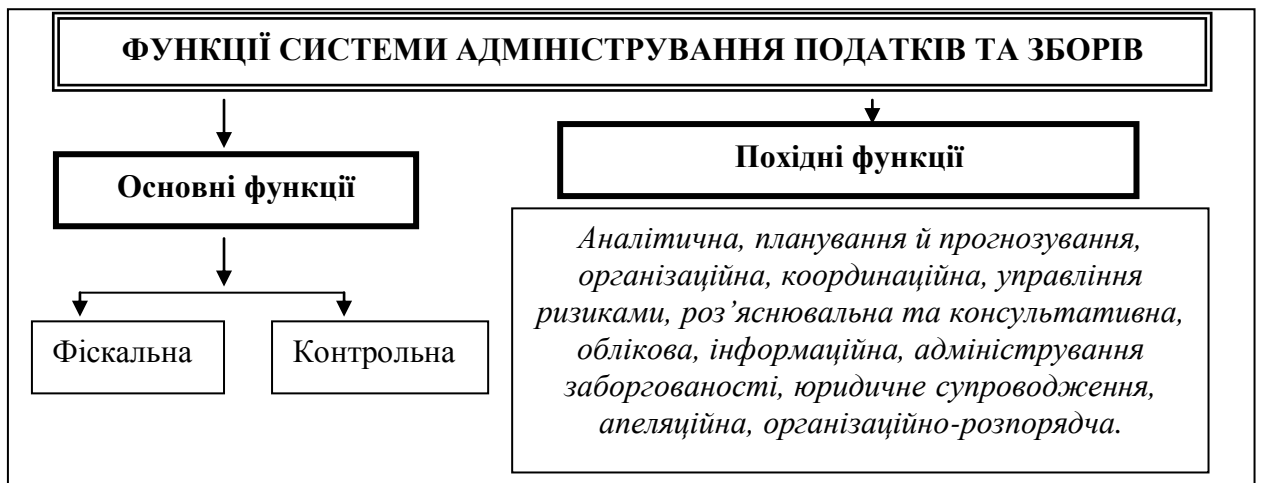 ФУНКЦІЇ СИСТЕМИ АДМІНІСТРУВАННЯ ПОДАТКІВ ТА ЗБОРІВ
Основні функції
Фіскальна
Контрольна
Похідні функції
Аналітична, планування й прогнозування,
організаційна, координаційна, управління
ризиками, роз’яснювальна та консультативна,
облікова, інформаційна, адміністрування
заборгованості, юридичне супроводження,
апеляційна, організаційно-розпорядча.